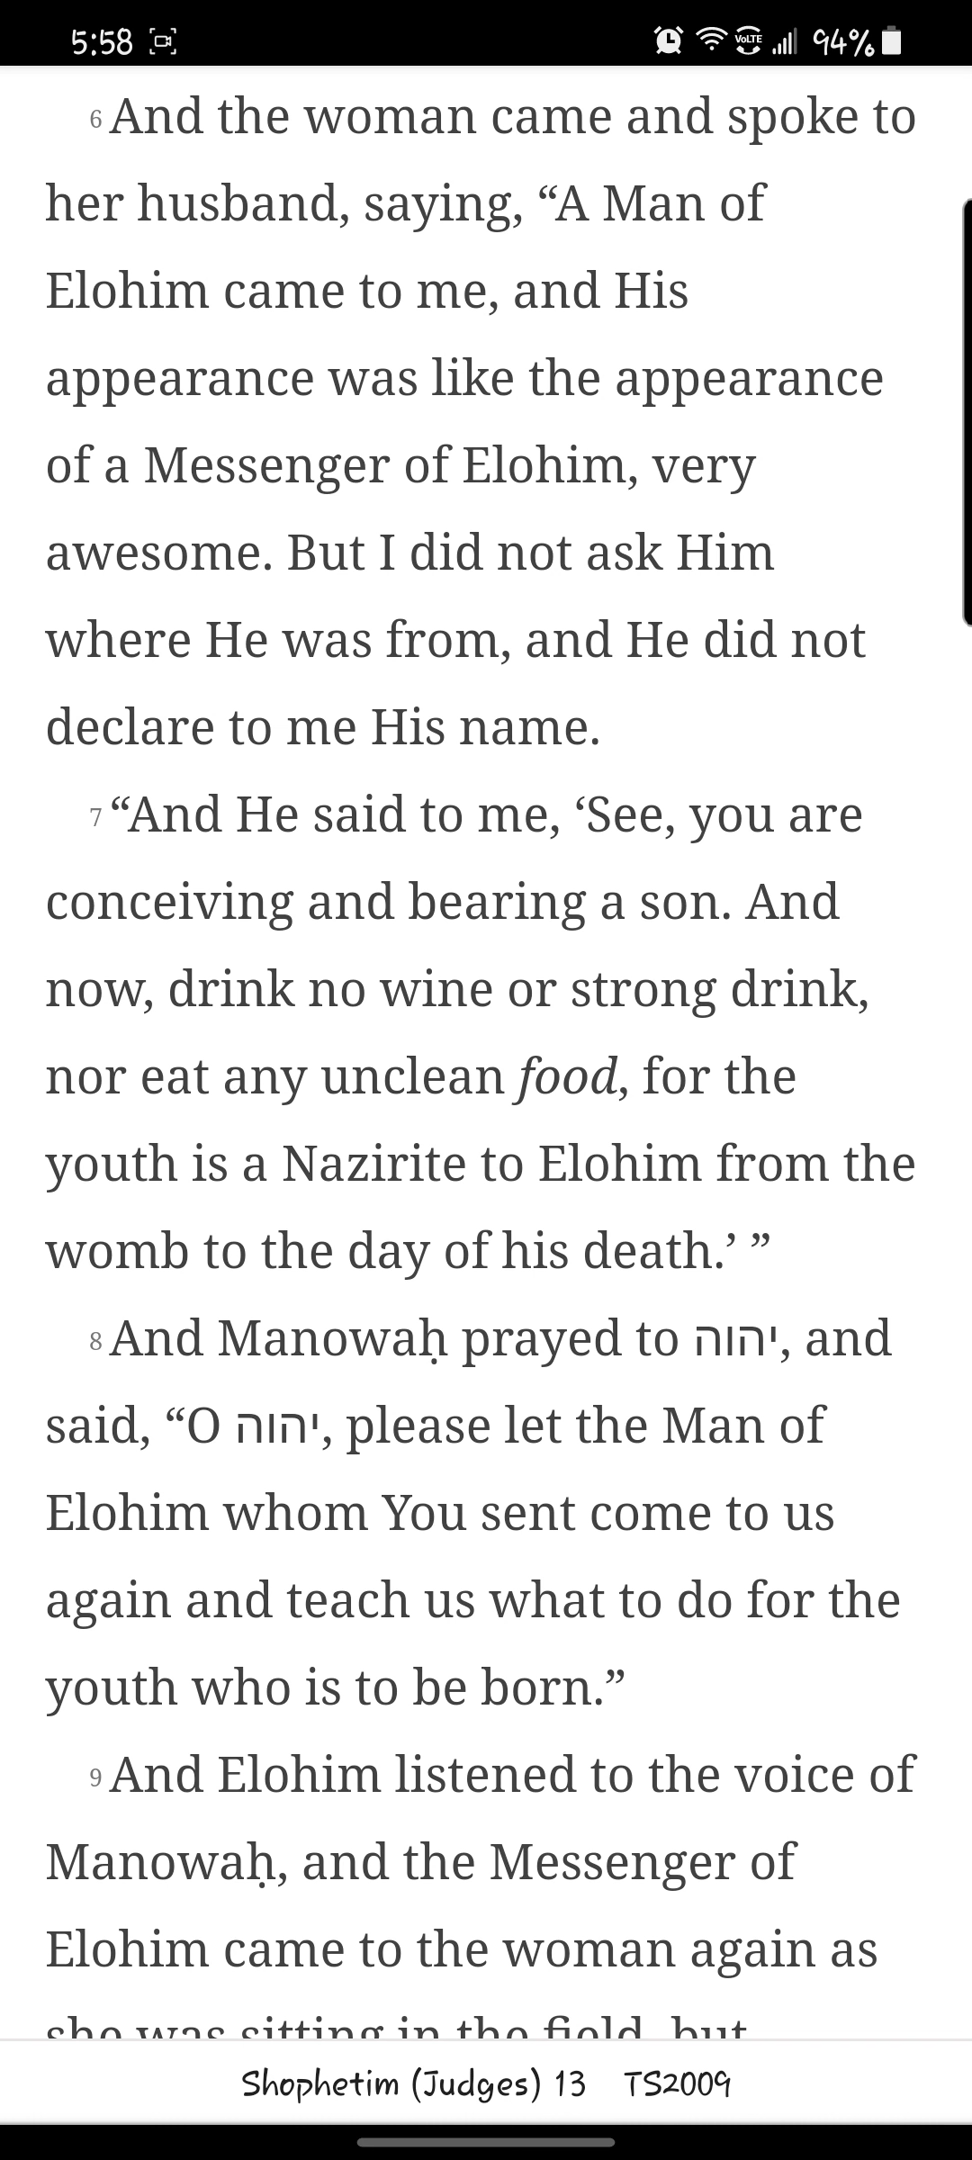 5:58 94%
6 And the woman came and spoke to
her husband, saying, “A Man of
Elohim came to me, and His
appearance was like the appearance
of a Messenger of Elohim, very
awesome. But I did not ask Him
where He was from, and He did not
declare to me His name.
7 “And He said to me, ‘See, you are
conceiving and bearing a son. And
now, drink no wine or strong drink,
nor eat any unclean food, for the
youth is a Nazirite to Elohim from the
womb to the day of his death.’ ”
8 And Manowaḥ prayed to יהוה, and
said, “O יהוה, please let the Man of
Elohim whom You sent come to us
again and teach us what to do for the
youth who is to be born.”
9 And Elohim listened to the voice of
Manowaḥ, and the Messenger of
Elohim came to the woman again as
she was sitting in the field, but
Shophetim (Judges) 13 TS2009